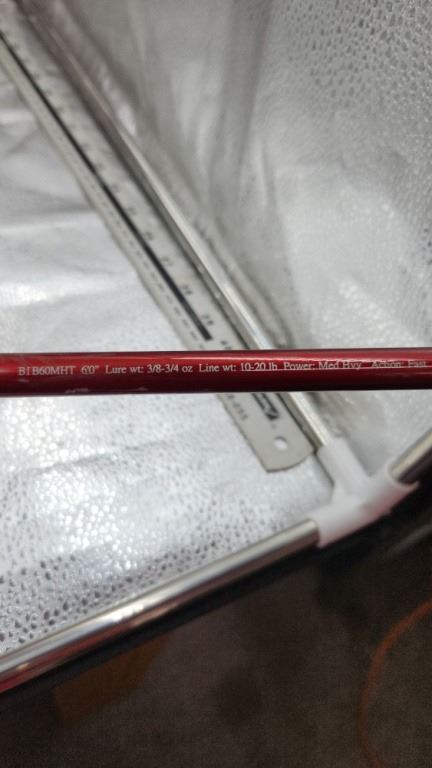 BIB60MHT 6'0" Lure wt: 3/8-3/4 oz Line wt: 10-20 lb Power: Med Hvy Action: Fast